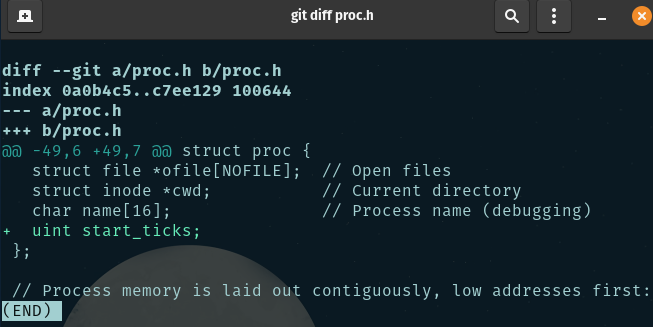 git diff proc.h
diff --git a/proc.h b/proc.h
index 0a0b4c5..c7ee129 100644
--- a/proc.h
+++ b/proc.h
@@ -49,6 +49,7 @@ struct proc {
   struct file *ofile[NOFILE];  // Open files
   struct inode *cwd;           // Current directory
   char name[16];               // Process name (debugging)
+  uint start_ticks;
 };

 // Process memory is laid out contiguously, low addresses first:
(END)